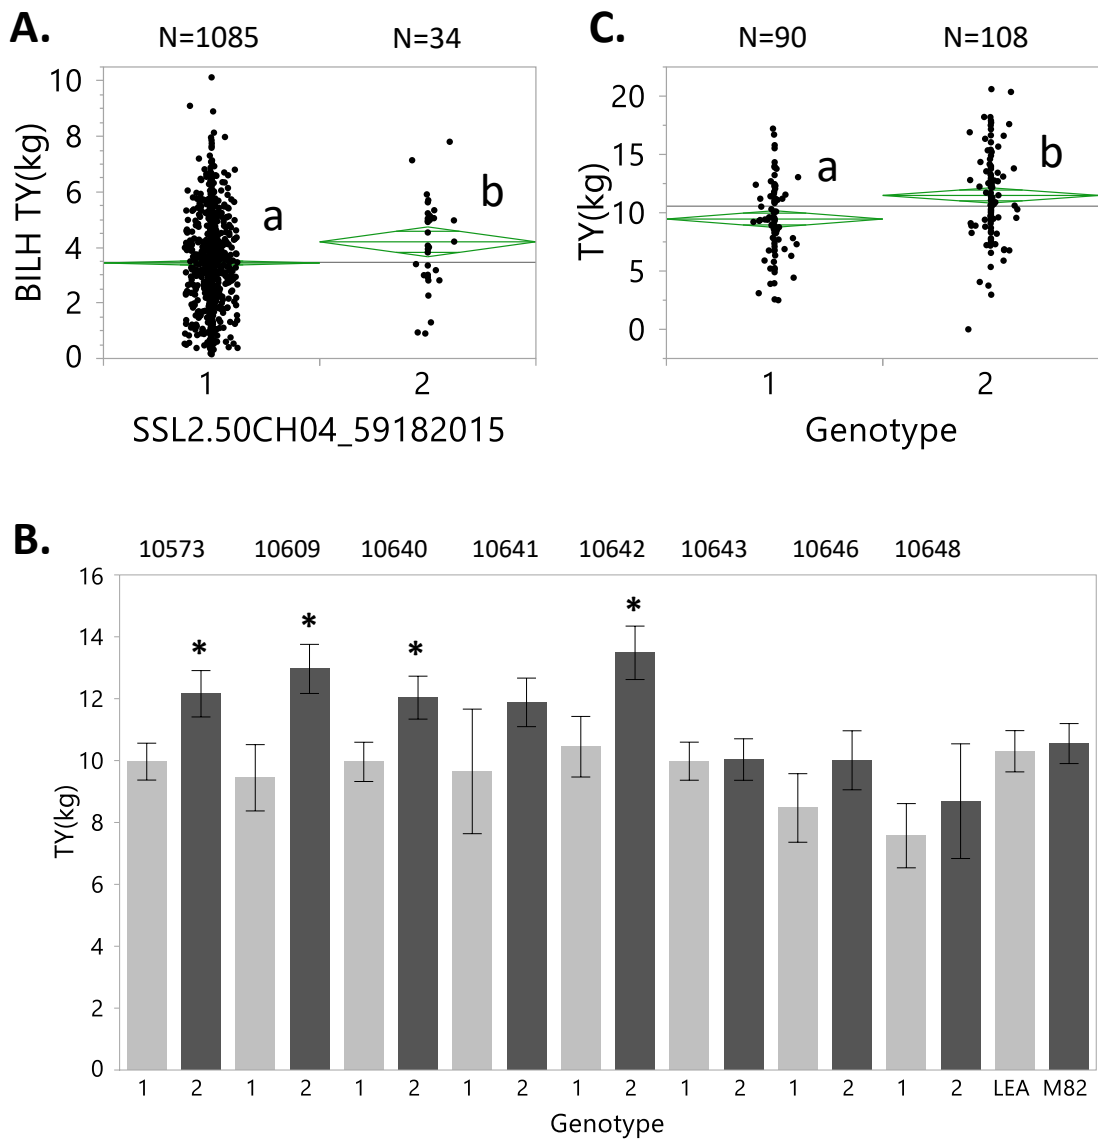 A.
N=1085 N=34
BILH TY(kg)
10
8
6
4
2
0
a
b
1 2
SSL2.50CH04_59182015
C.
N=90 N=108
TY(kg)
20
15
10
5
0
a
b
1 2
Genotype
B.
10573 10609 10640 10641 10642 10643 10646 10648
TY(kg)
16
14
12
10
8
6
4
2
0
* * * *
1 2 1 2 1 2 1 2 1 2 1 2 1 2 1 2 LEA M82
Genotype